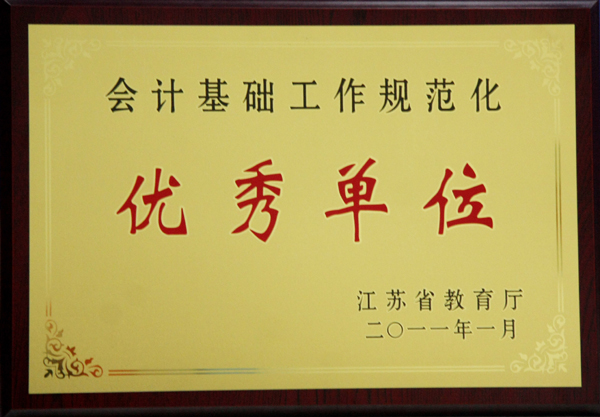 会计基础工作规范化
优秀单位
江苏省教育厅
二〇一一年一月